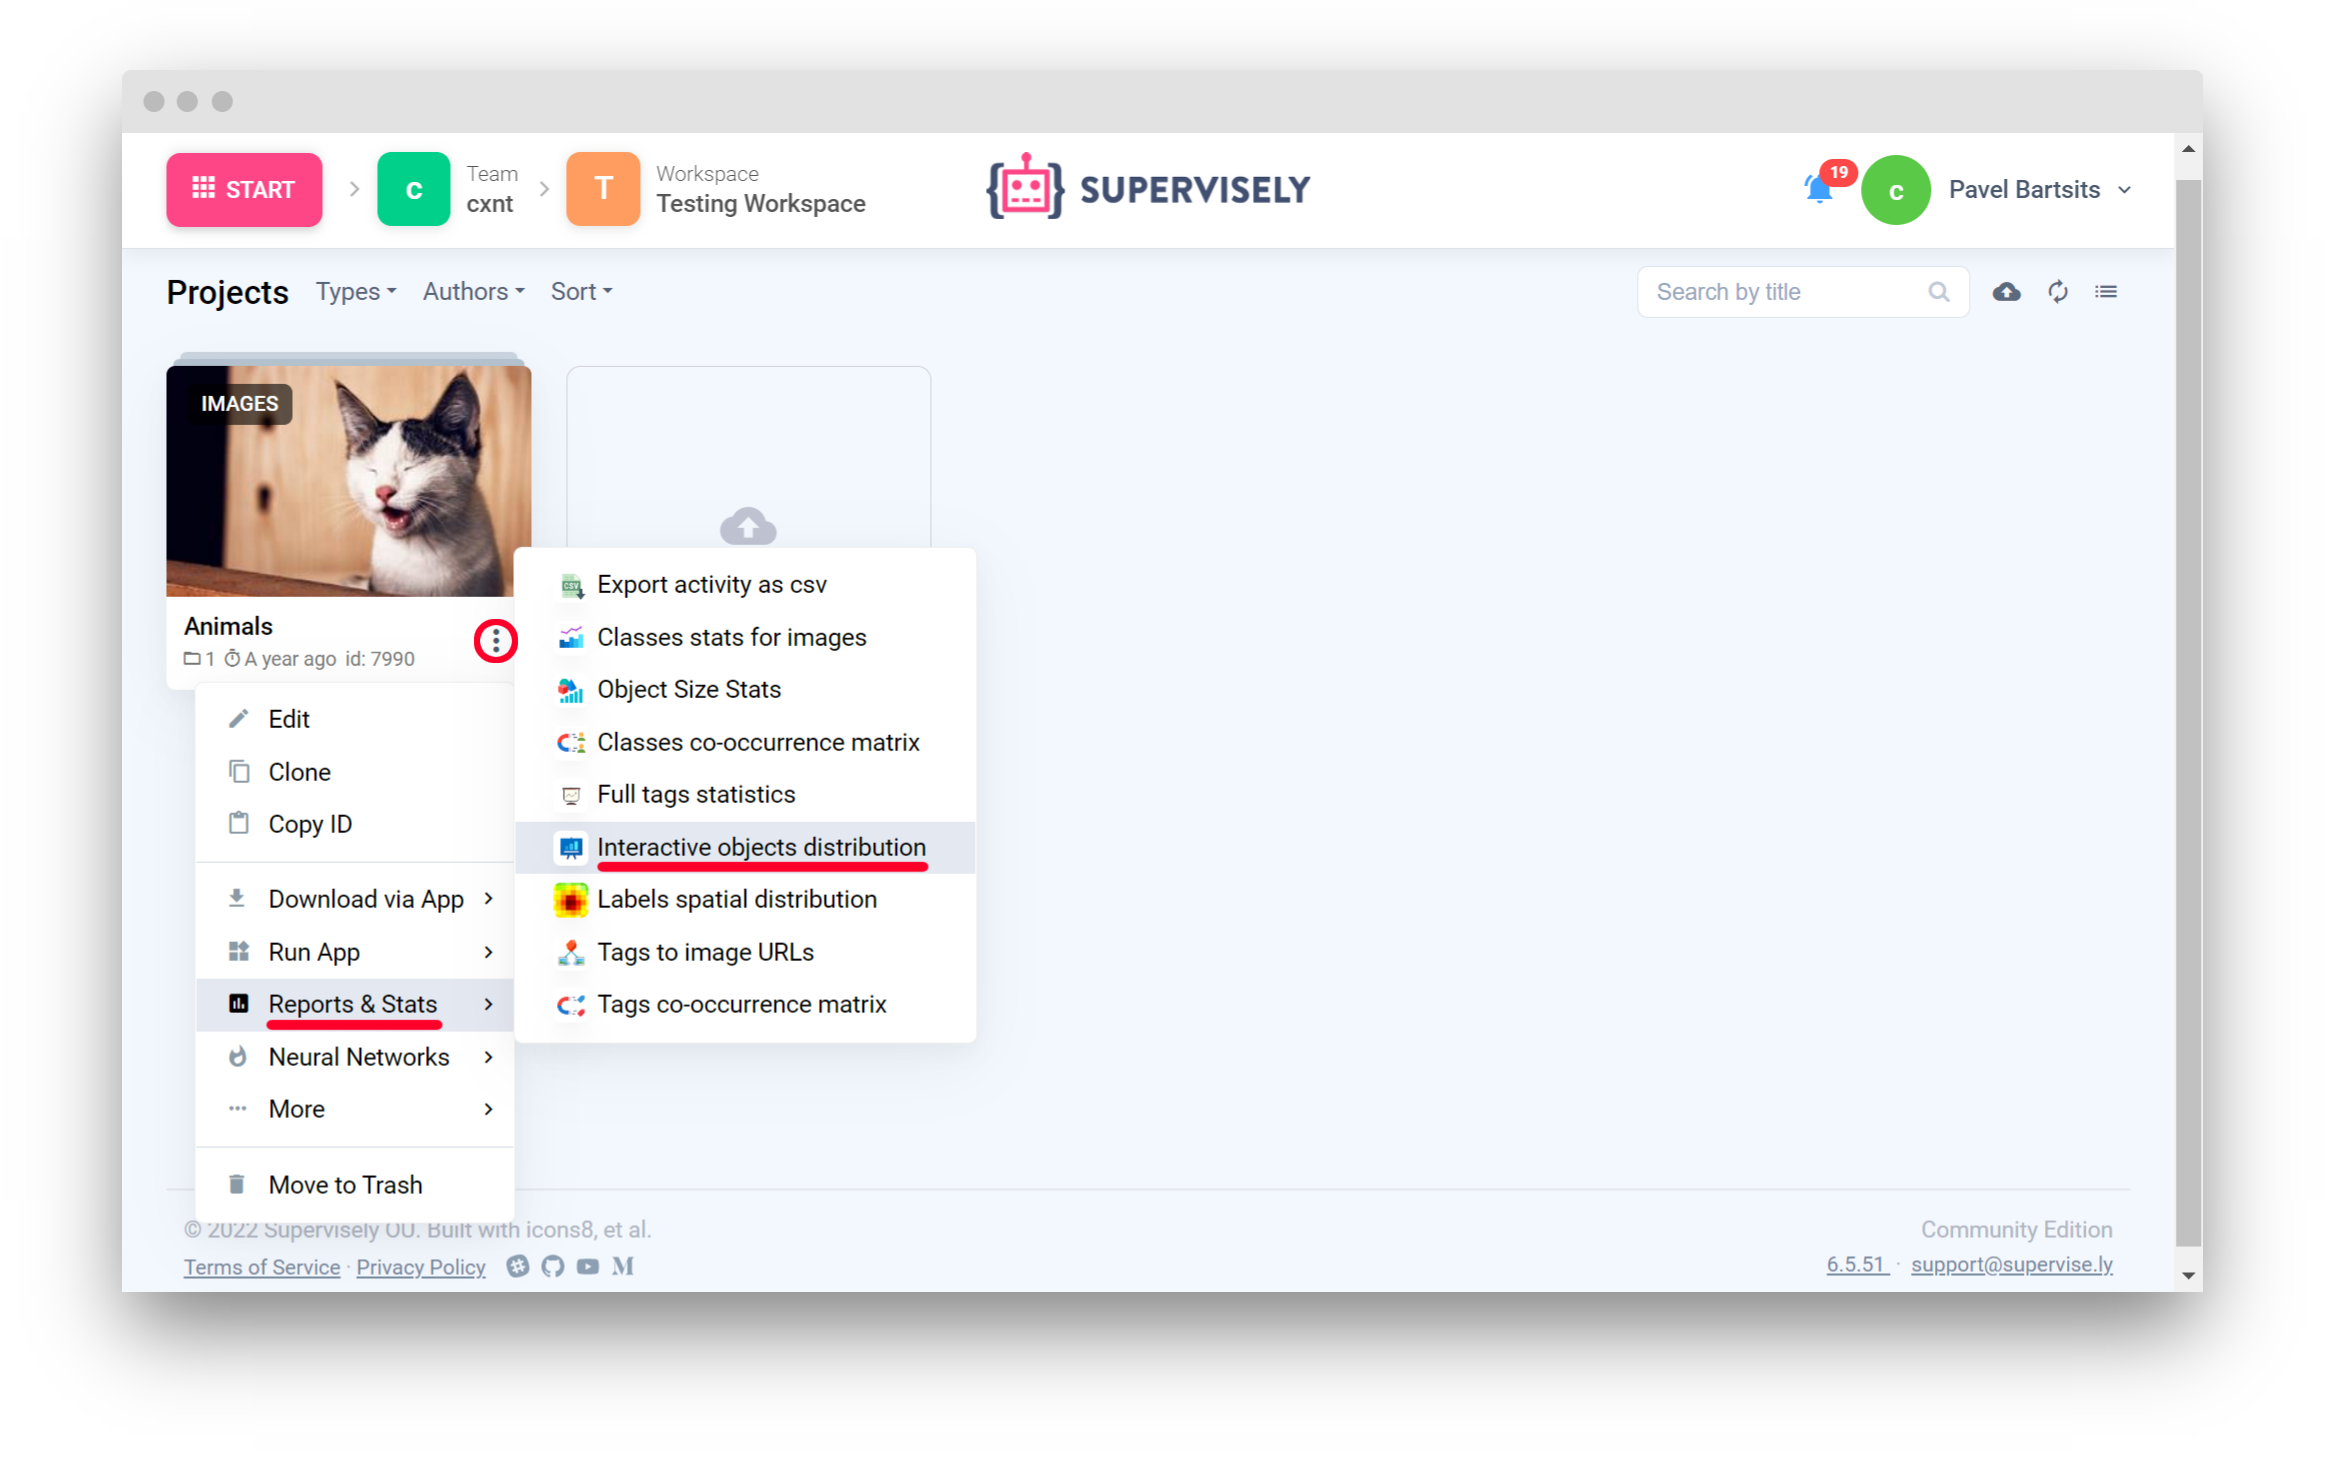 START
c
Team
cxnt
T
Workspace
Testing Workspace
SUPERVISELY
19
c
Pavel Bartsits
Projects
Types
Authors
Sort
Search by title
IMAGES
Animals
1 A year ago id: 7990
Edit
Clone
Copy ID
Download via App
Run App
Reports & Stats
Neural Networks
More
Move to Trash
CSV
Export activity as csv
Classes stats for images
Object Size Stats
Classes co-occurrence matrix
Full tags statistics
Interactive objects distribution
Labels spatial distribution
Tags to image URLs
Tags co-occurrence matrix
© 2022 Supervisely OU. Built with icons8, et al.
Terms of Service · Privacy Policy
Community Edition
6.5.51 · support@supervise.ly